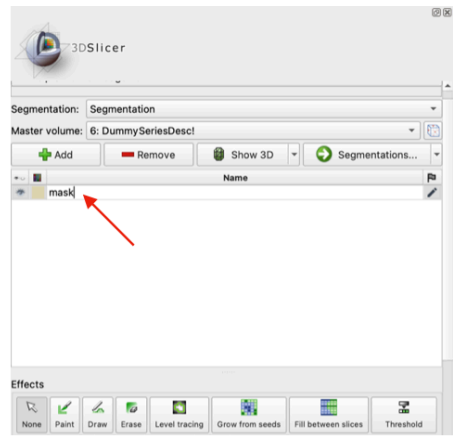 3DSlicer
Segmentation: Segmentation
Master volume: 6: DummySeriesDesc!
Add Remove Show 3D Segmentations...
Name
mask
Effects
None Paint Draw Erase Level tracing Grow from seeds Fill between slices Threshold